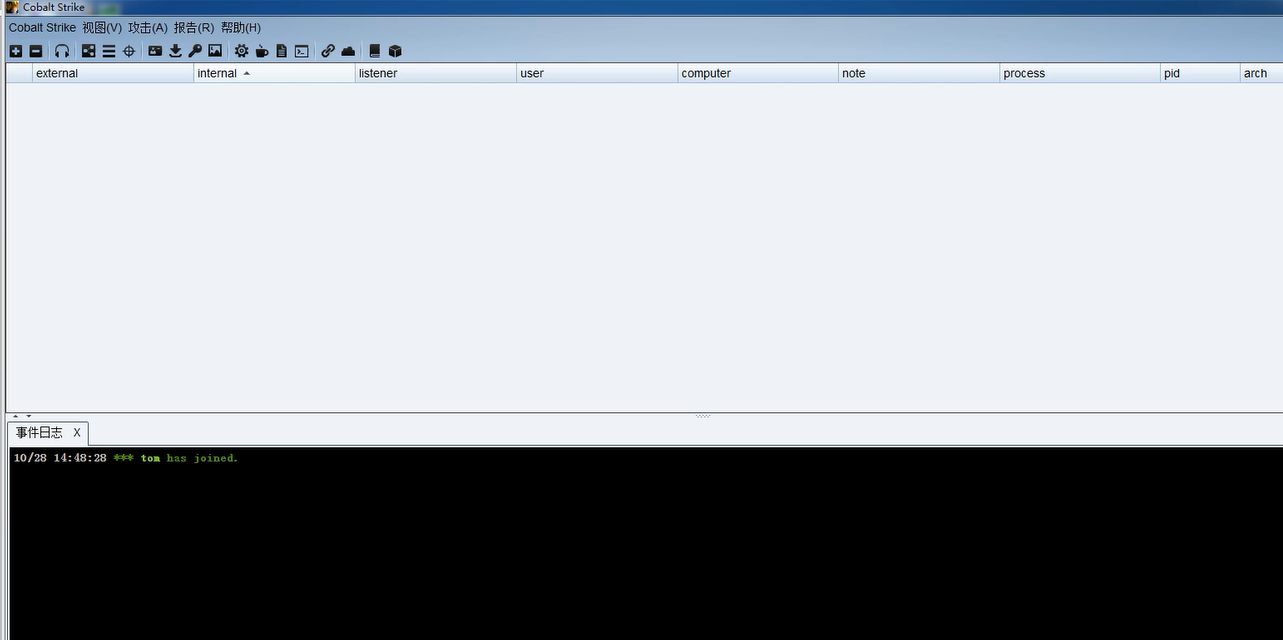 Cobalt Strike
Cobalt Strike 视图(V) 攻击(A) 报告(R) 帮助(H)
external internal listener user computer note process pid arch
事件日志 X
10/28 14:48:28 *** tom has joined.